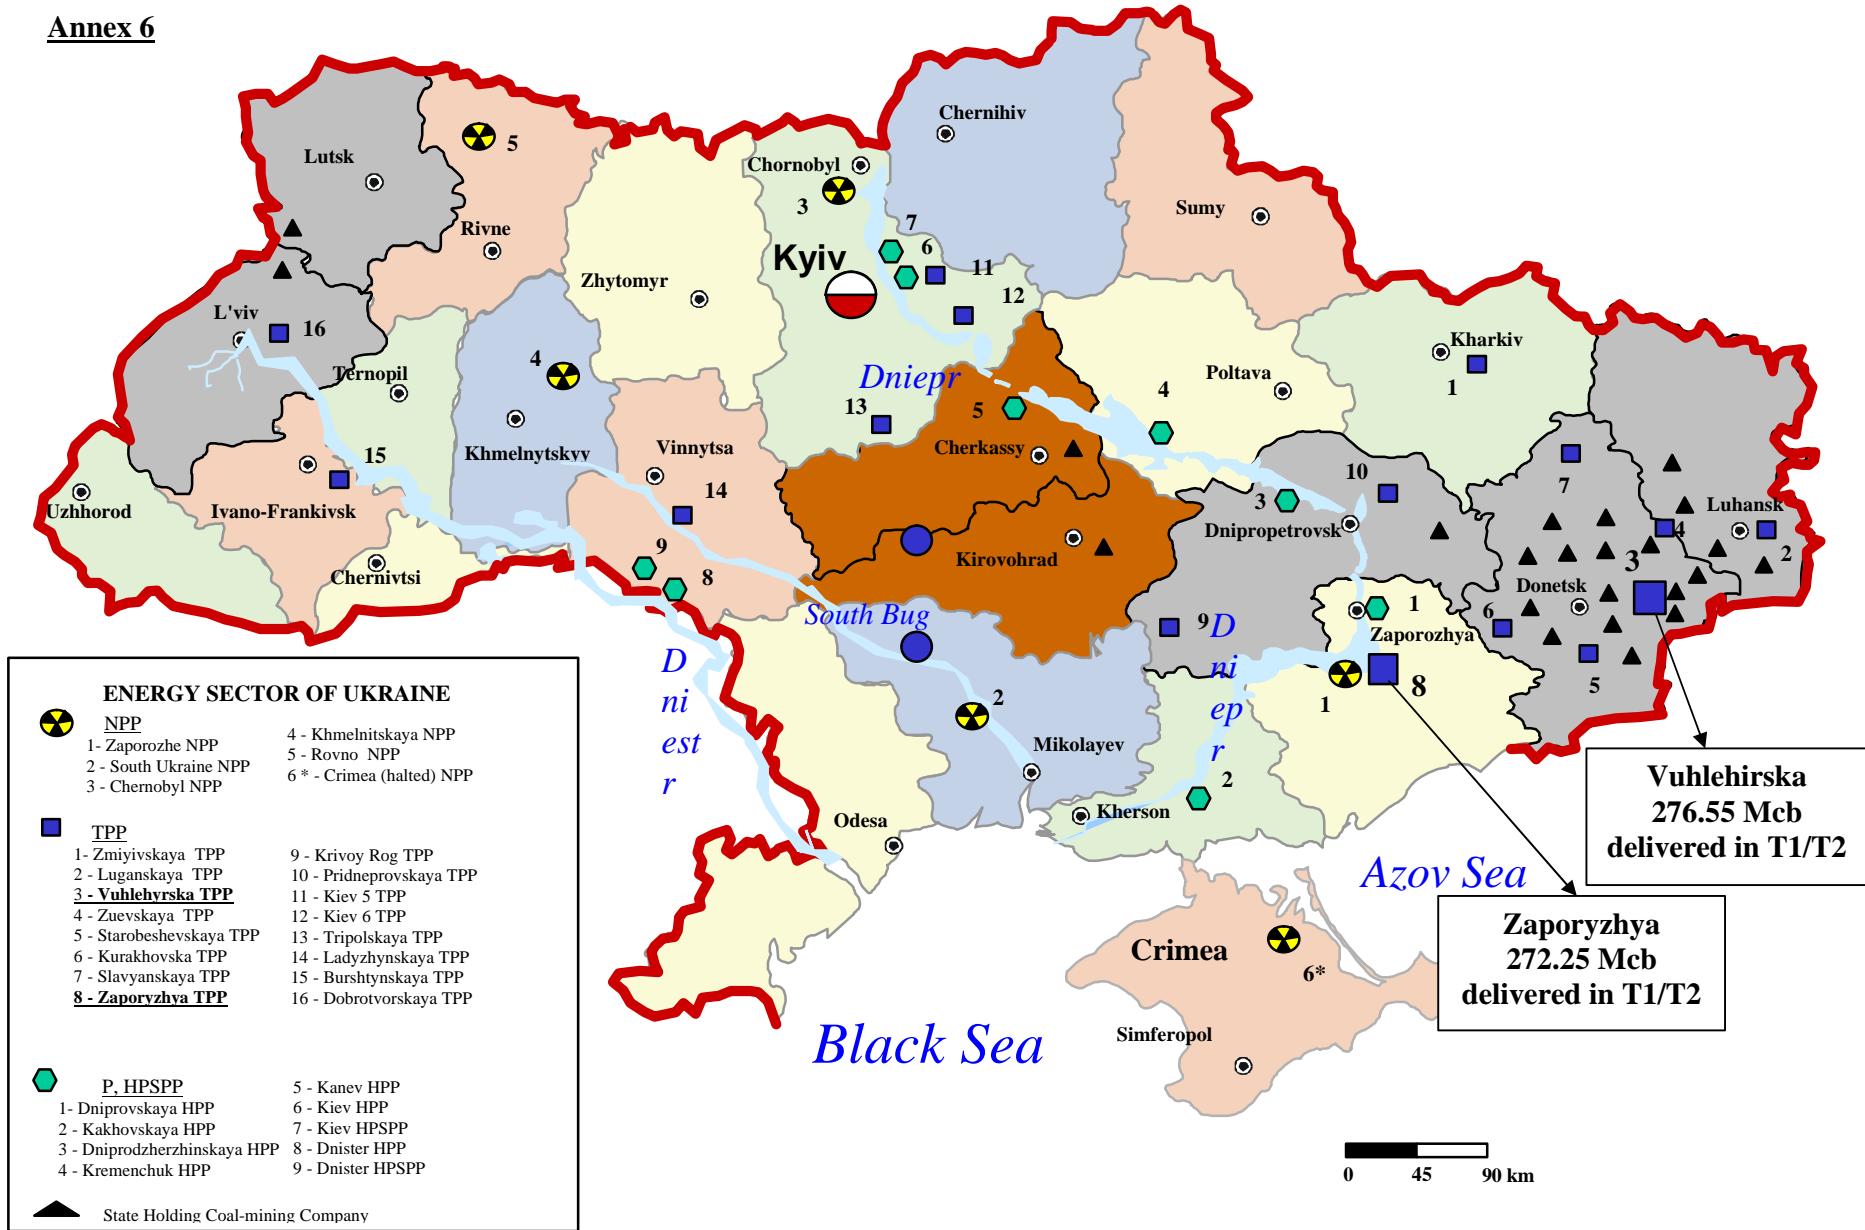 Annex 6
Chernihiv
5
Lutsk
Chornobyl
3
Sumy
Rivne
7
6
Kyiv
11
Zhytomyr
12
L'viv
16
Kharkiv
1
4
Ternopil
Dniepr
Poltava
13
5
4
15
Khmelnytskyy
Vinnytsa
Cherkassy
10
7
14
3
Uzhhorod
Ivano-Frankivsk
Dnipropetrovsk
Luhansk
4
2
9
8
Chernivtsi
Kirovohrad
3
Donetsk
6
1
South Bug
9
Zaporozhya
D
ni
ep
r
D
ni
est
r
1
8
5
2
Mikolayev
2
Kherson
Odesa
Vuhlehirska
276.55 Mcb
delivered in T1/T2
Azov Sea
Zaporyzhya
272.25 Mcb
delivered in T1/T2
Crimea
6*
Simferopol
Black Sea
0 45 90 km
ENERGY SECTOR OF UKRAINE
NPP
1- Zaporozhe NPP
2 - South Ukraine NPP
3 - Chernobyl NPP
4 - Khmelnitskaya NPP
5 - Rovno NPP
6 * - Crimea (halted) NPP
TPP
1- Zmiyivskaya TPP
2 - Luganskaya TPP
3 - Vuhlehyrska TPP
4 - Zuevskaya TPP
5 - Starobeshevskaya TPP
6 - Kurakhovska TPP
7 - Slavyanskaya TPP
8 - Zaporyzhya TPP
9 - Krivoy Rog TPP
10 - Pridneprovskaya TPP
11 - Kiev 5 TPP
12 - Kiev 6 TPP
13 - Tripolskaya TPP
14 - Ladyzhynskaya TPP
15 - Burshtynskaya TPP
16 - Dobrotvorskaya TPP
P, HPSPP
1- Dniprovskaya HPP
2 - Kakhovskaya HPP
3 - Dniprodzherzhinskaya HPP
4 - Kremenchuk HPP
5 - Kanev HPP
6 - Kiev HPP
7 - Kiev HPSPP
8 - Dnister HPP
9 - Dnister HPSPP
State Holding Coal-mining Company